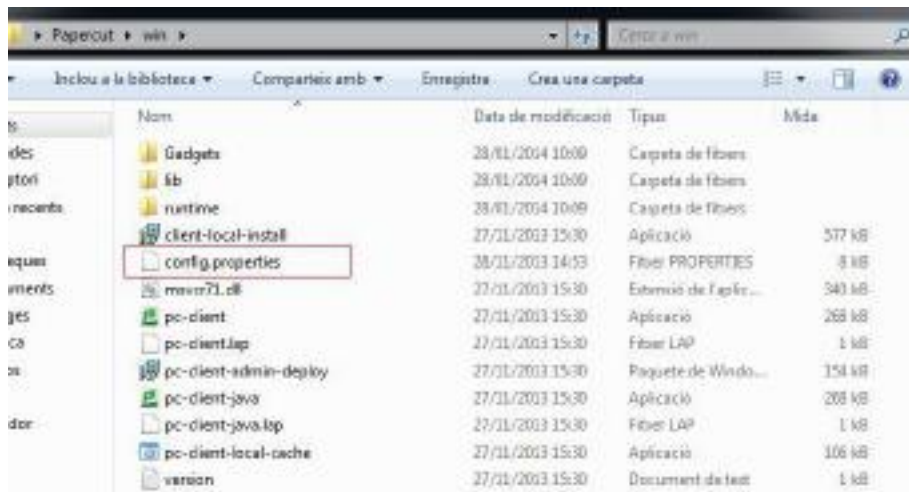 Papercut win
Cerca a win
Inclou a la biblioteca Comparteix amb Enregistra Crea una carpeta
Nom Data de modificació Tipus Mida
Gadgets 28/01/2014 10:09 Carpeta de fitxers
lib 28/01/2014 10:09 Carpeta de fitxers
recents runtime 28/01/2014 10:09 Carpeta de fitxers
client-local-install 27/11/2013 15:30 Aplicació 577 kB
config.properties 28/11/2013 14:53 Fitxer PROPERTIES 8 kB
msvcr71.dll 27/11/2013 15:30 Extensió de l'aplic... 340 kB
pc-client 27/11/2013 15:30 Aplicació 268 kB
pc-client.lap 27/11/2013 15:30 Fitxer LAP 1 kB
pc-client-admin-deploy 27/11/2013 15:30 Paquete de Windo... 154 kB
pc-client-java 27/11/2013 15:30 Aplicació 268 kB
pc-client-java.lap 27/11/2013 15:30 Fitxer LAP 1 kB
pc-client-local-cache 27/11/2013 15:30 Aplicació 106 kB
version 27/11/2013 15:30 Document de text 1 kB